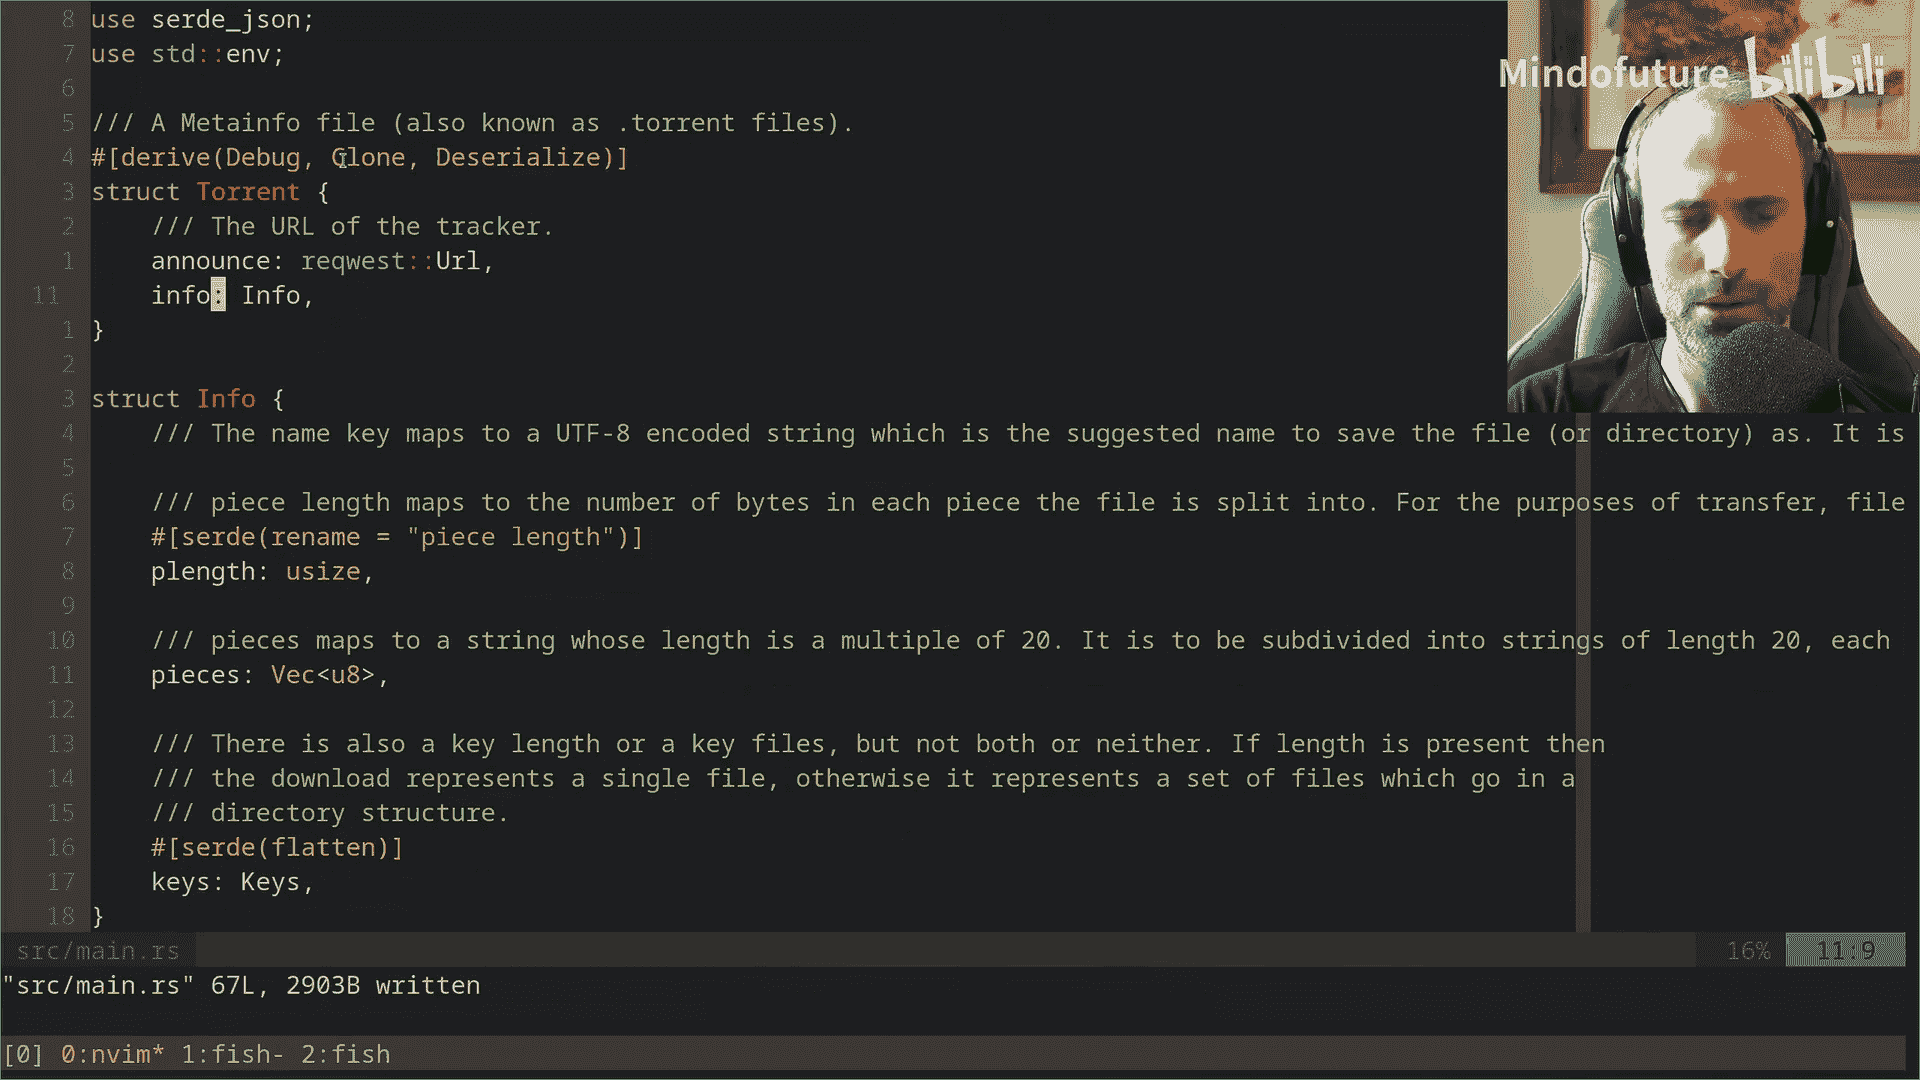 8 use serde_json;
7 use std::env;
6
5 /// A Metainfo file (also known as .torrent files).
4 #[derive(Debug, Clone, Deserialize)]
3 struct Torrent {
2     /// The URL of the tracker.
1     announce: reqwest::Url,
11     info: Info,
1 }
2
3 struct Info {
4     /// The name key maps to a UTF-8 encoded string which is the suggested name to save the file (or directory) as. It is
5
6     /// piece length maps to the number of bytes in each piece the file is split into. For the purposes of transfer, file
7     #[serde(rename = "piece length")]
8     plength: usize,
9
10     /// pieces maps to a string whose length is a multiple of 20. It is to be subdivided into strings of length 20, each
11     pieces: Vec<u8>,
12
13     /// There is also a key length or a key files, but not both or neither. If length is present then
14     /// the download represents a single file, otherwise it represents a set of files which go in a
15     /// directory structure.
16     #[serde(flatten)]
17     keys: Keys,
18 }
src/main.rs 16% 11:9
"src/main.rs" 67L, 2903B written
[0] 0:nvim* 1:fish- 2:fish
Mindofuture bilibili